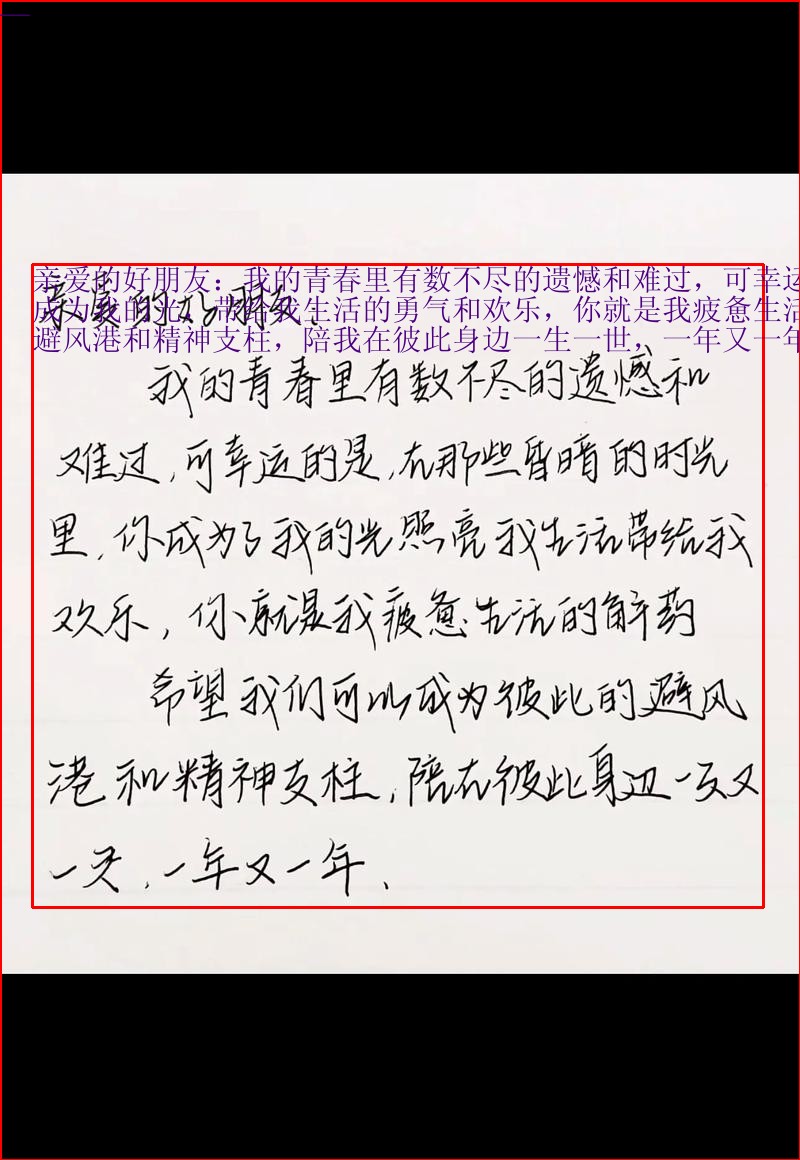 亲爱的好朋友：我的青春里有数不尽的遗憾和难过，可幸运
成为我的光，带给我生活的勇气和欢乐，你就是我疲惫生活
避风港和精神支柱，陪我在彼此身边一生一世，一年又一年
亲爱的好朋友：
我的青春里有数不尽的遗憾和
难过，可幸运的是，在那些昏暗的时光
里，你成为了我的光照亮我生活带给我
欢乐，你就是我疲惫生活的解药
希望我们可以成为彼此的避风
港和精神支柱，陪在彼此身边一天又
一天，一年又一年、